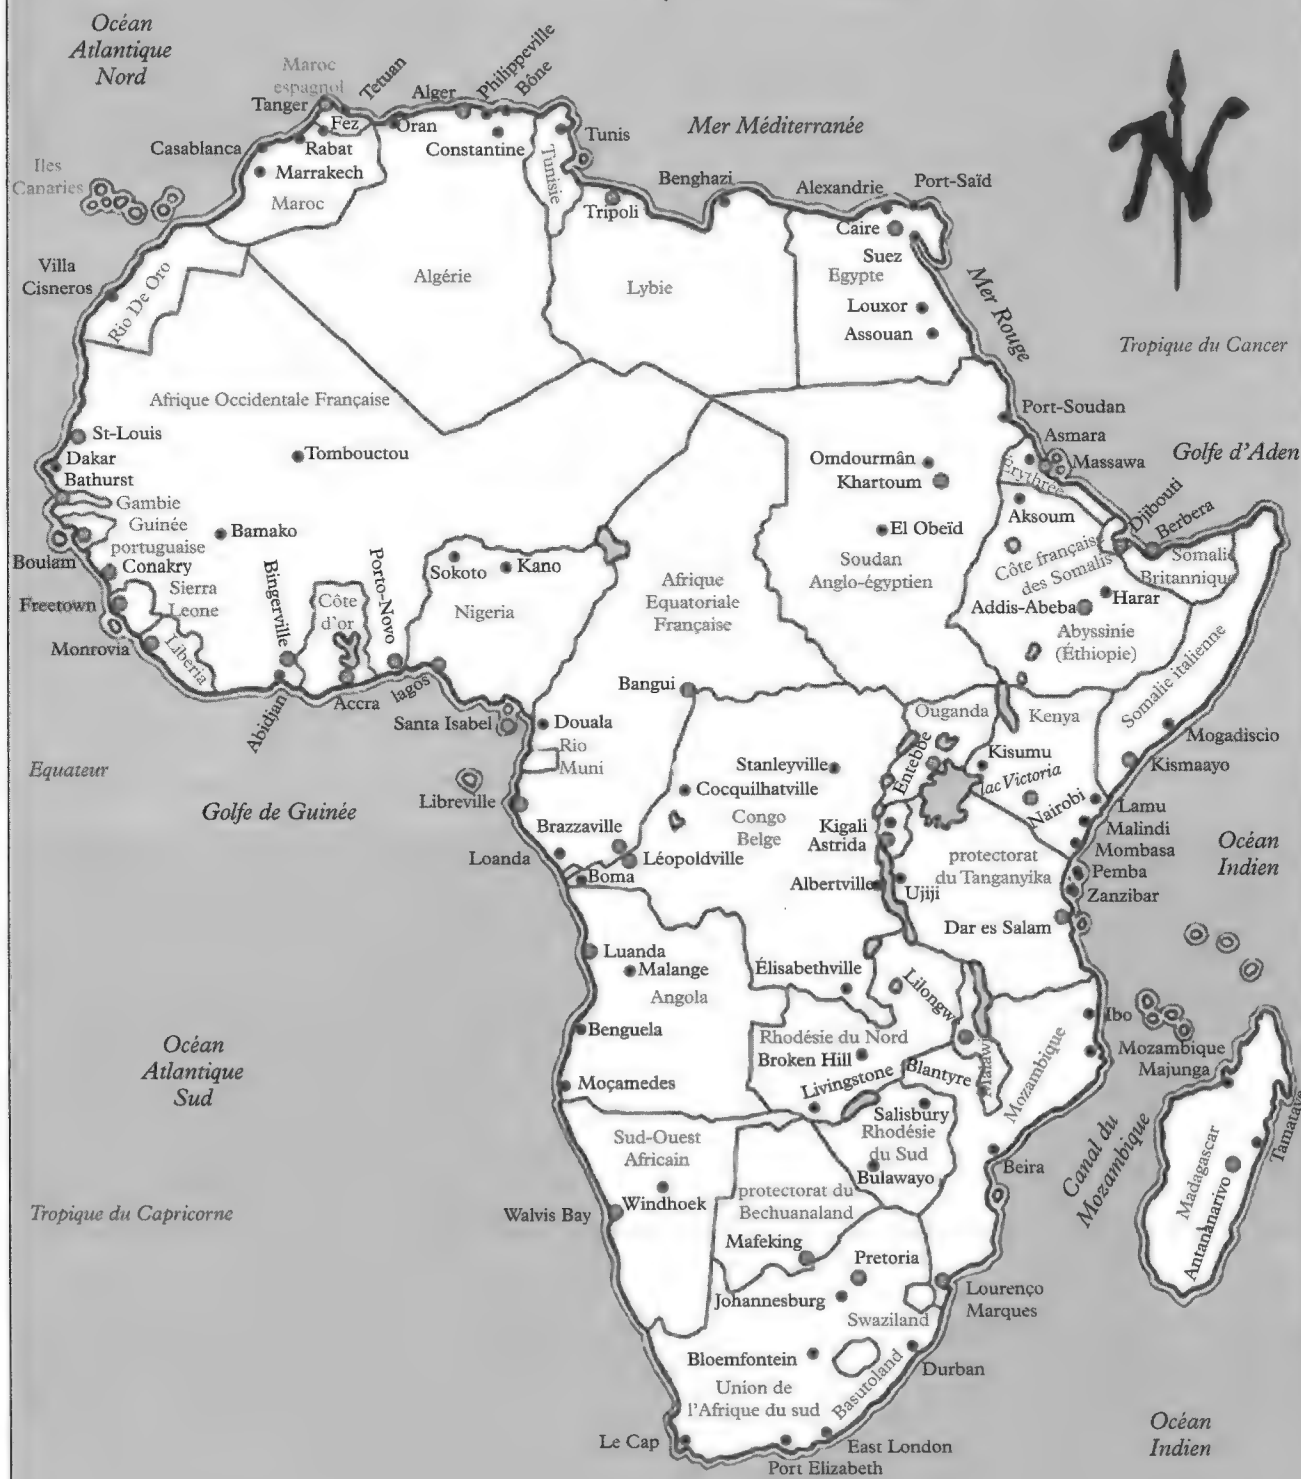 Océan
Atlantique
Nord
Maroc
espagnol
Tetuan
Alger
Philippeville
Bône
Tanger
Fez
Oran
Tunis
Mer Méditerranée
Casablanca
Rabat
Constantine
Tunisie
Iles
Canaries
Marrakech
Maroc
Tripoli
Benghazi
Alexandrie
Port-Saïd
Caire
Suez
Villa
Cisneros
Rio De Oro
Algérie
Lybie
Egypte
Louxor
Assouan
Mer Rouge
Tropique du Cancer
Afrique Occidentale Française
Port-Soudan
St-Louis
Dakar
Bathurst
Tombouctou
Omdourmân
Khartoum
Asmara
Massawa
Érythrée
Golfe d'Aden
Gambie
Guinée
portugaise
Bamako
El Obeïd
Aksoum
Djibouti
Berbera
Boulam
Conakry
Sierra
Leone
Bingerville
Côte
d'or
Porto-Novo
Sokoto
Kano
Nigeria
Afrique
Equatoriale
Française
Soudan
Anglo-égyptien
Côte française
des Somalis
Somalie
Britannique
Freetown
Addis-Abeba
Harar
Monrovia
Liberia
Abyssinie
(Éthiopie)
Somalie italienne
Abidjan
Accra
lagos
Santa Isabel
Bangui
Douala
Rio
Muni
Ouganda
Kenya
Mogadiscio
Equateur
Golfe de Guinée
Libreville
Stanleyville
Cocquilhatville
Entebbe
Kisumu
lac Victoria
Nairobi
Kismaayo
Brazzaville
Congo
Belge
Kigali
Astrida
Lamu
Malindi
Mombasa
Océan
Indien
Loanda
Léopoldville
Boma
protectorat
du Tanganyika
Pemba
Zanzibar
Albertville
Ujiji
Dar es Salam
Luanda
Malange
Angola
Élisabethville
Lilongw
Benguela
Rhodésie du Nord
Broken Hill
Malawi
Mozambique
Ibo
Mozambique
Majunga
Océan
Atlantique
Sud
Moçamedes
Livingstone
Blantyre
Salisbury
Rhodésie
du Sud
Bulawayo
Beira
Canal du
Mozambique
Madagascar
Antananarivo
Tamatave
Sud-Ouest
Africain
Windhoek
Walvis Bay
Tropique du Capricorne
protectorat du
Bechuanaland
Mafeking
Pretoria
Johannesburg
Swaziland
Lourenço
Marques
Bloemfontein
Basutoland
Durban
Union de
l'Afrique du sud
Le Cap
East London
Port Elizabeth
Océan
Indien
N